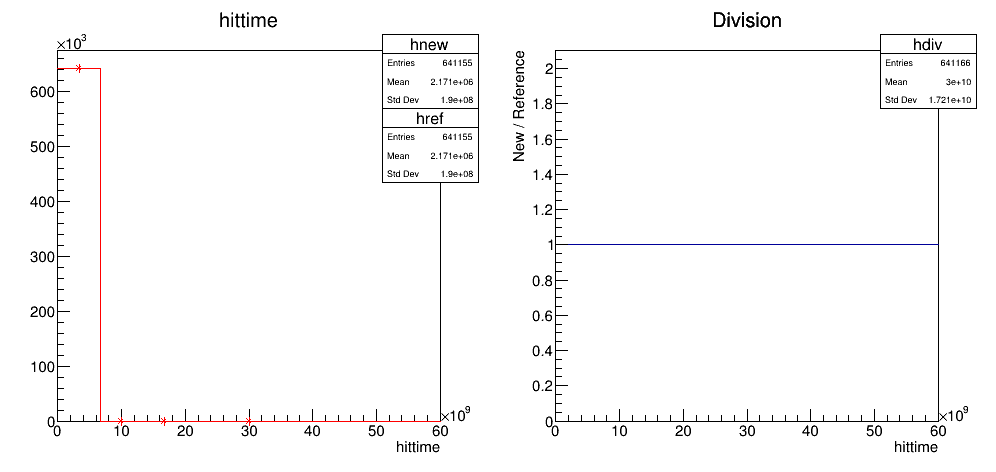 hittime
×10³
hnew
Entries 641155
Mean 2.171e+06
Std Dev 1.9e+08
href
Entries 641155
Mean 2.171e+06
Std Dev 1.9e+08
600
500
400
300
200
100
0
0 10 20 30 40 50 60
×10⁹
hittime
Division
hdiv
Entries 641166
Mean 3e+10
Std Dev 1.721e+10
New / Reference
2
1.8
1.6
1.4
1.2
1
0.8
0.6
0.4
0.2
0
0 10 20 30 40 50 60
×10⁹
hittime